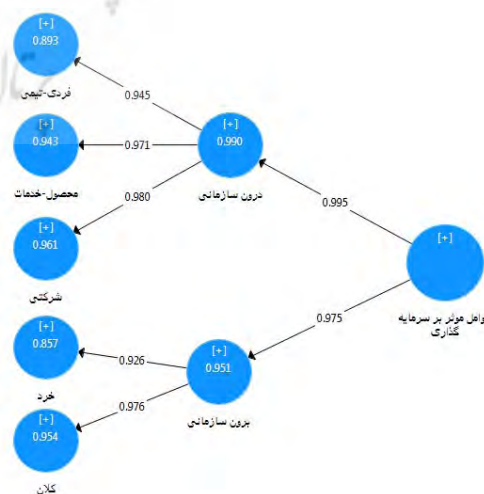 [+]
0.893
فردی-تیمی
0.945
[+]
0.943
محصول-خدمات
0.971
[+]
0.990
درون سازمانی
0.980
[+]
0.961
شرکتی
0.995
[+]
وامل موثر بر سرمایه
گذاری
0.975
[+]
0.857
خرد
0.926
[+]
0.951
برون سازمانی
0.976
[+]
0.954
کلان